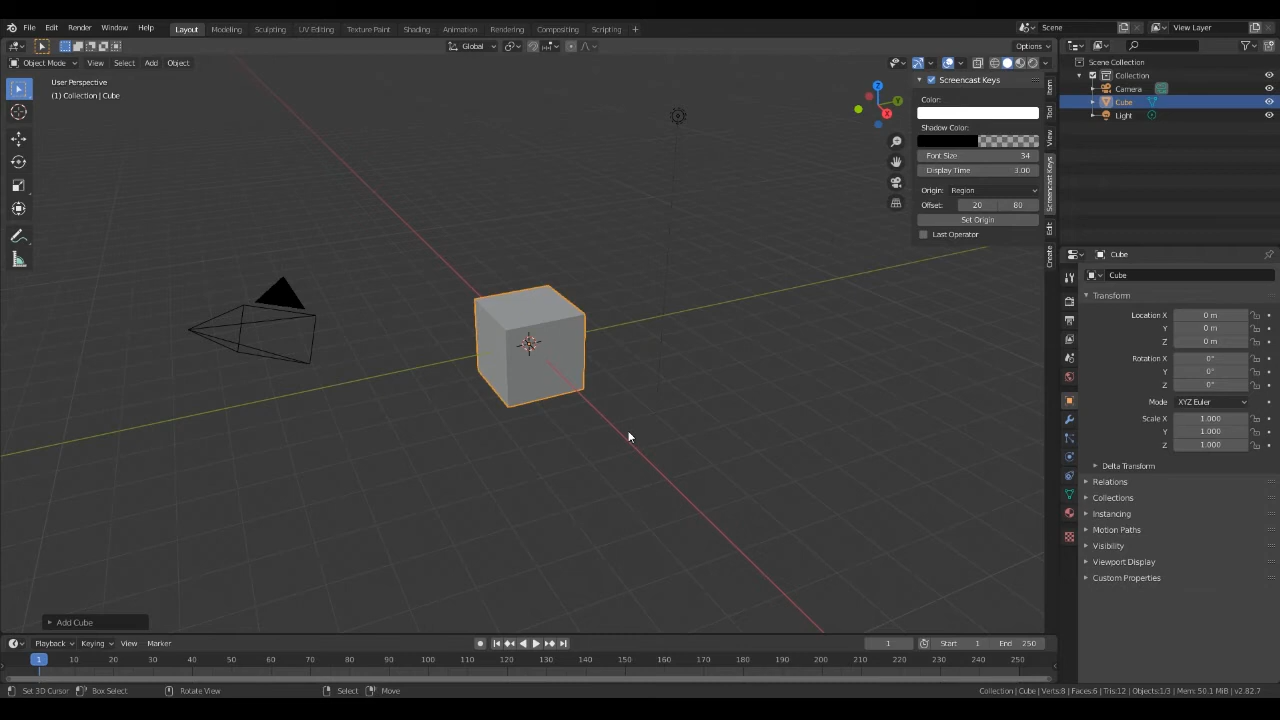 File Edit Render Window Help Layout Modeling Sculpting UV Editing Texture Paint Shading Animation Rendering Compositing Scripting + Scene View Layer
Global Options
Object Mode View Select Add Object
User Perspective
(1) Collection | Cube
Z
Y
X
Screencast Keys
Color:
Shadow Color:
Font Size 34
Display Time 3.00
Origin: Region
Offset: 20 80
Set Origin
Last Operator
Item
Tool
View
Screencast Keys
Edit
Create
Scene Collection
Collection
Camera
Cube
Light
Cube
Cube
Transform
Location X 0 m
Y 0 m
Z 0 m
Rotation X 0°
Y 0°
Z 0°
Mode XYZ Euler
Scale X 1.000
Y 1.000
Z 1.000
Delta Transform
Relations
Collections
Instancing
Motion Paths
Visibility
Viewport Display
Custom Properties
Add Cube
Playback Keying View Marker 1 Start 1 End 250
1 10 20 30 40 50 60 70 80 90 100 110 120 130 140 150 160 170 180 190 200 210 220 230 240 250
Set 3D Cursor Box Select Rotate View Select Move Collection | Cube | Verts:8 | Faces:6 | Tris:12 | Objects:1/3 | Mem: 50.1 MiB | v2.82.7